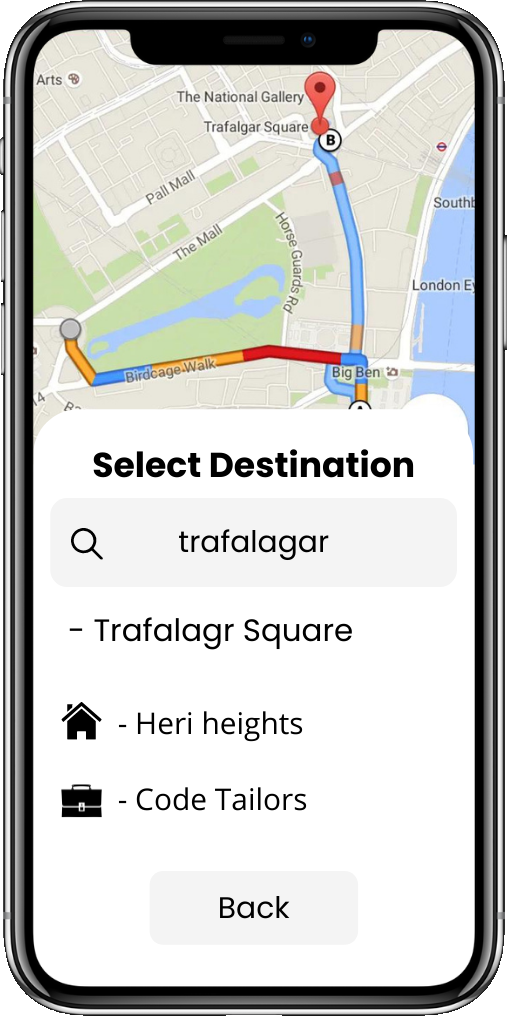 Arts
The National Gallery
Trafalgar Square
B
Pall Mall
The Mall
Horse Guards Rd
London Ey
Birdcage Walk
Big Ben
Select Destination
trafalagar
- Trafalagr Square
- Heri heights
- Code Tailors
Back